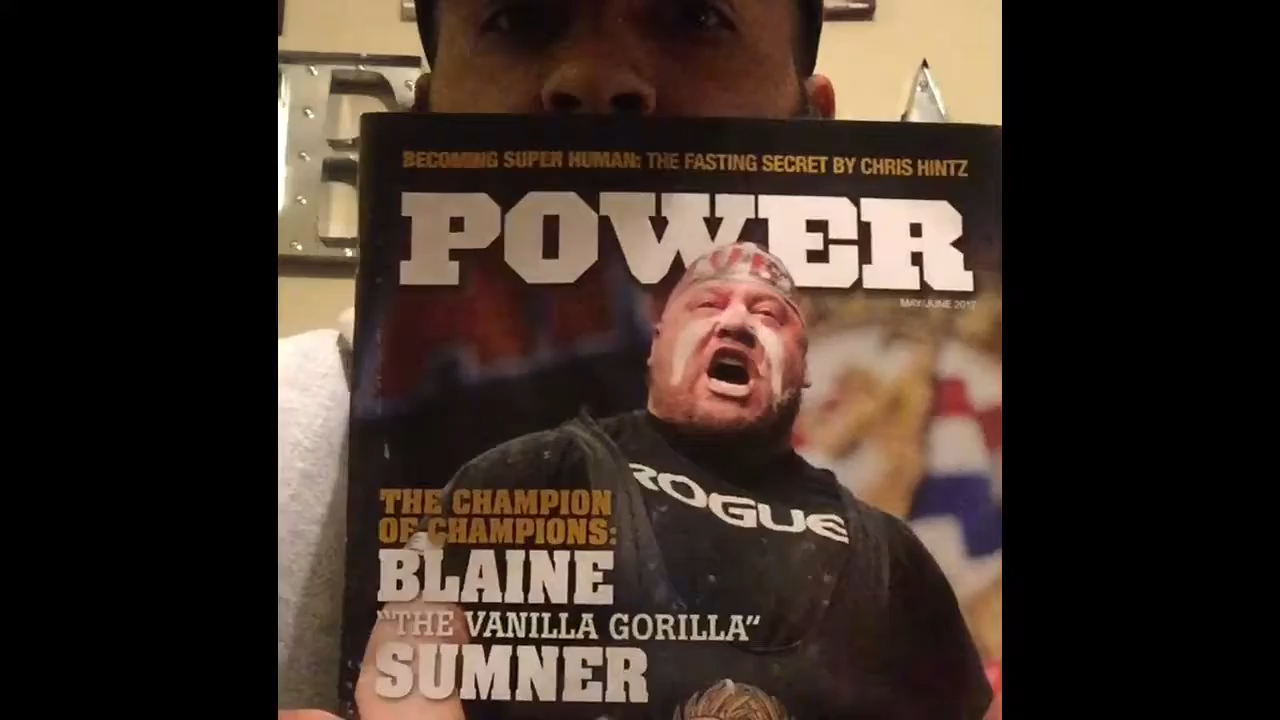 BECOMING SUPER HUMAN: THE FASTING SECRET BY CHRIS HINTZ
POWER
MAY/JUNE 2017
ROGUE
THE CHAMPION
OF CHAMPIONS:
BLAINE
"THE VANILLA GORILLA"
SUMNER